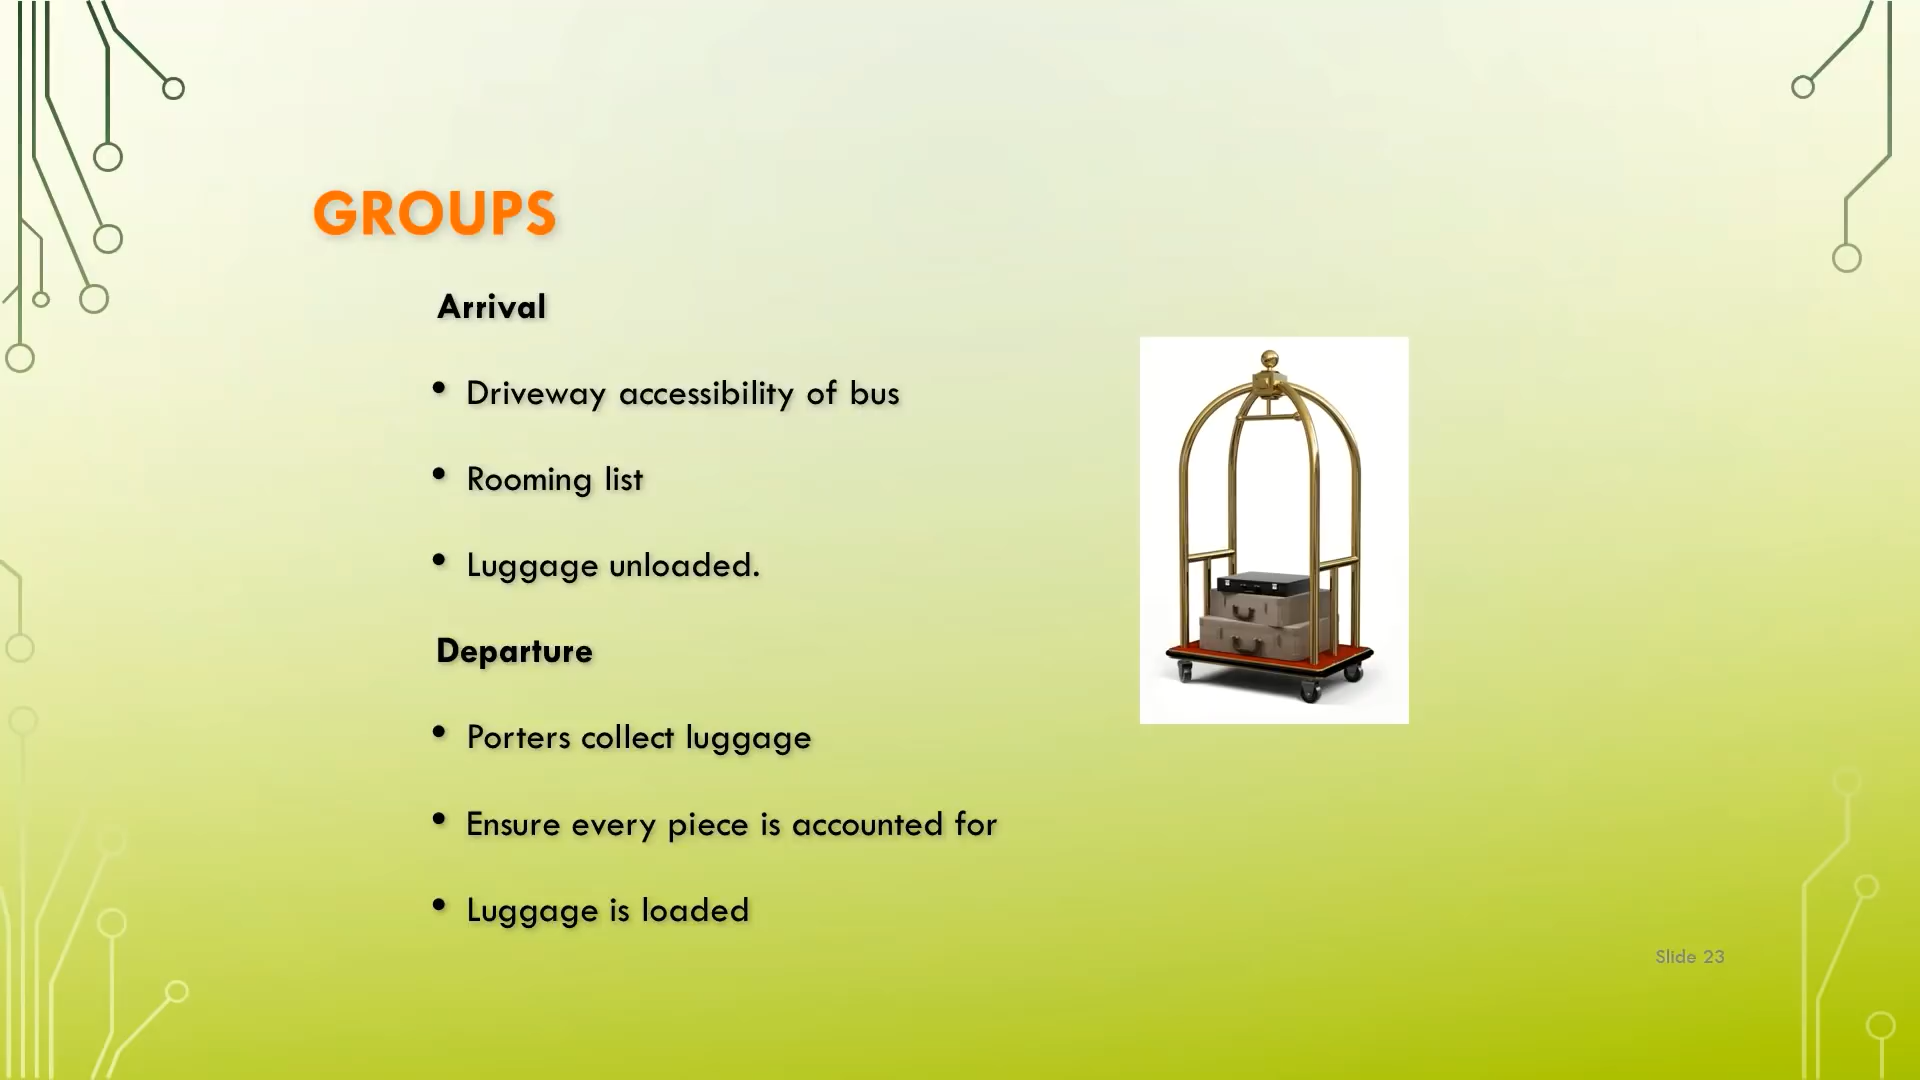 GROUPS
Arrival
• Driveway accessibility of bus
• Rooming list
• Luggage unloaded.
Departure
• Porters collect luggage
• Ensure every piece is accounted for
• Luggage is loaded
Slide 23